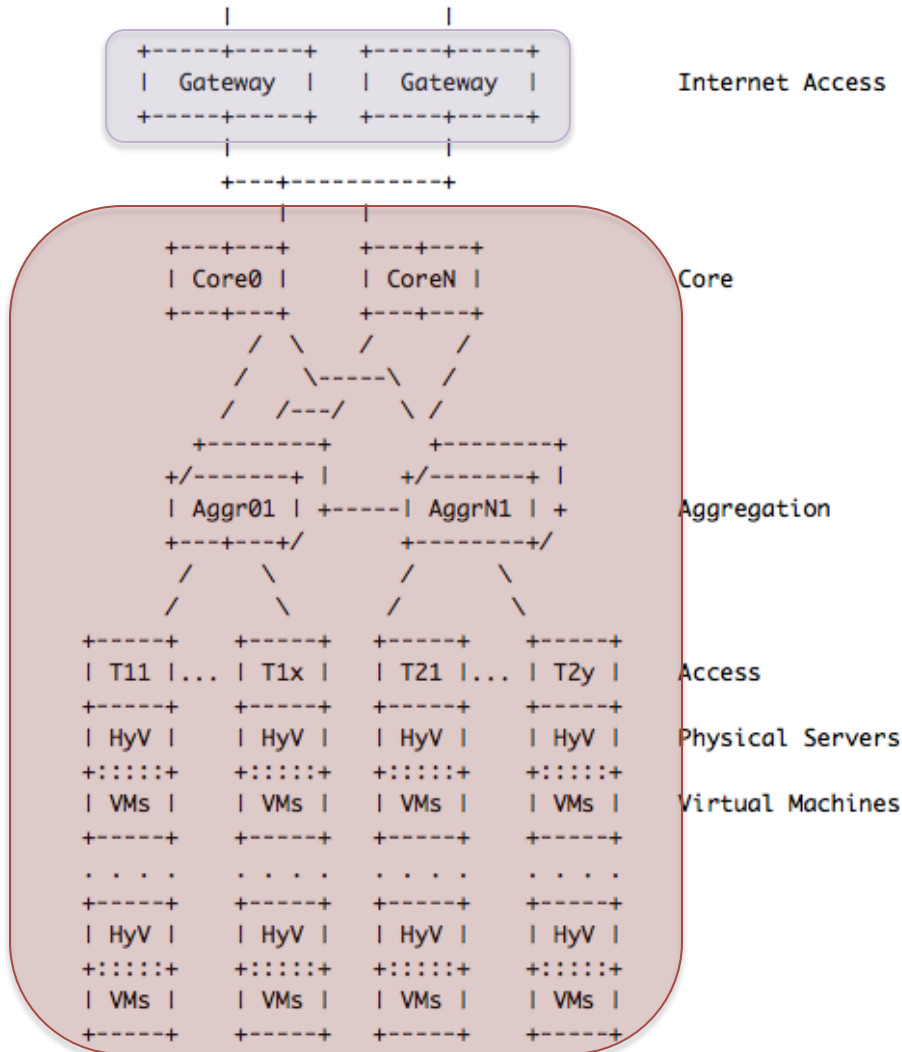 |                 |
+-----+-----+   +-----+-----+
|  Gateway  |   |  Gateway  |          Internet Access
+-----+-----+   +-----+-----+
|               |
+---+-----------+
|     |
+---+---+     +---+---+
| Core0 |     | CoreN |              Core
+---+---+     +---+---+
/  \    /      /
/    \-----\   /
/   /---/    \ /
+--------+       +--------+
+/-------+ |     +/-------+ |
| Aggr01 | +-----| AggrN1 | +        Aggregation
+---+---+/       +--------+/
/     \         /      \
/       \       /        \
+-----+    +-----+   +-----+    +-----+
| T11 |... | T1x |   | T21 |... | T2y |    Access
+-----+    +-----+   +-----+    +-----+
| HyV |    | HyV |   | HyV |    | HyV |    Physical Servers
+:::::+    +:::::+   +:::::+    +:::::+
| VMs |    | VMs |   | VMs |    | VMs |    Virtual Machines
+-----+    +-----+   +-----+    +-----+
. . . .    . . . .   . . . .    . . . .
+-----+    +-----+   +-----+    +-----+
| HyV |    | HyV |   | HyV |    | HyV |
+:::::+    +:::::+   +:::::+    +:::::+
| VMs |    | VMs |   | VMs |    | VMs |
+-----+    +-----+   +-----+    +-----+